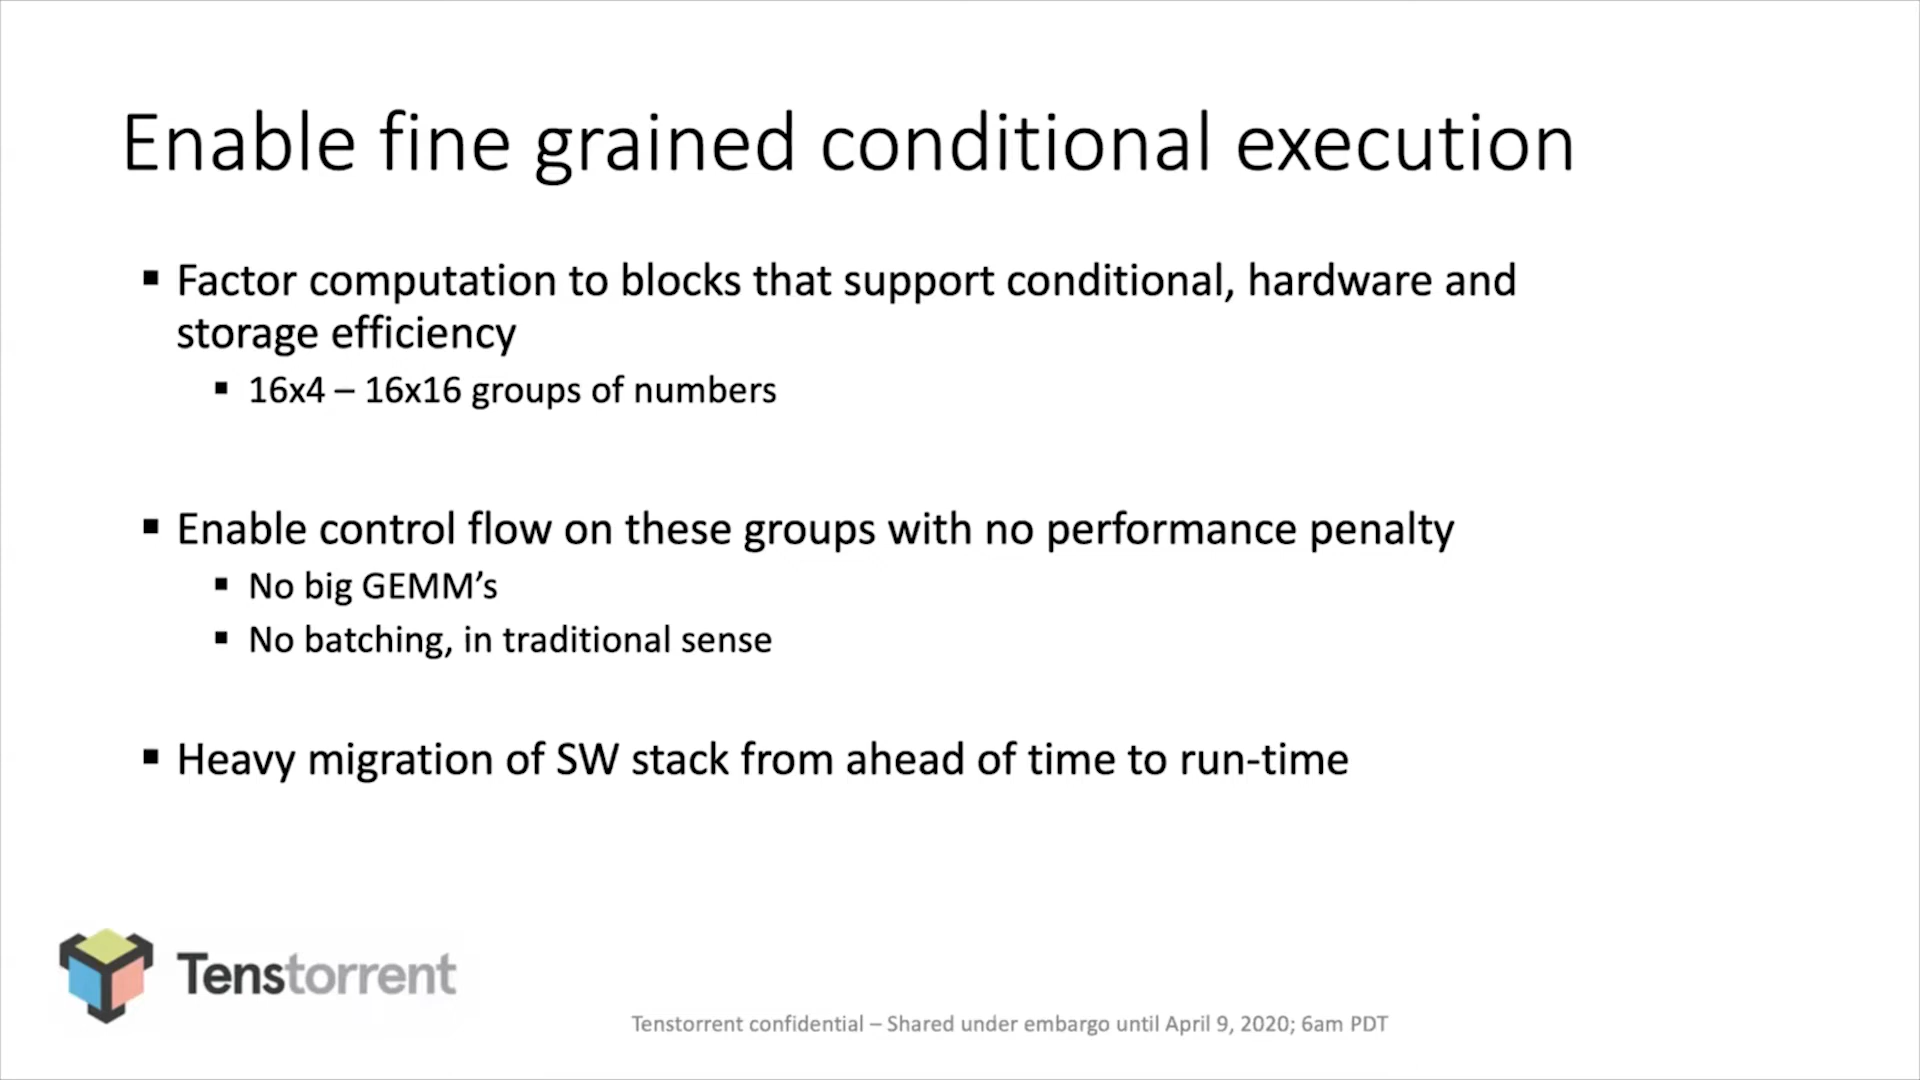 Enable fine grained conditional execution
▪ Factor computation to blocks that support conditional, hardware and
storage efficiency
▪ 16x4 – 16x16 groups of numbers
▪ Enable control flow on these groups with no performance penalty
▪ No big GEMM’s
▪ No batching, in traditional sense
▪ Heavy migration of SW stack from ahead of time to run-time
Tenstorrent
Tenstorrent confidential – Shared under embargo until April 9, 2020; 6am PDT